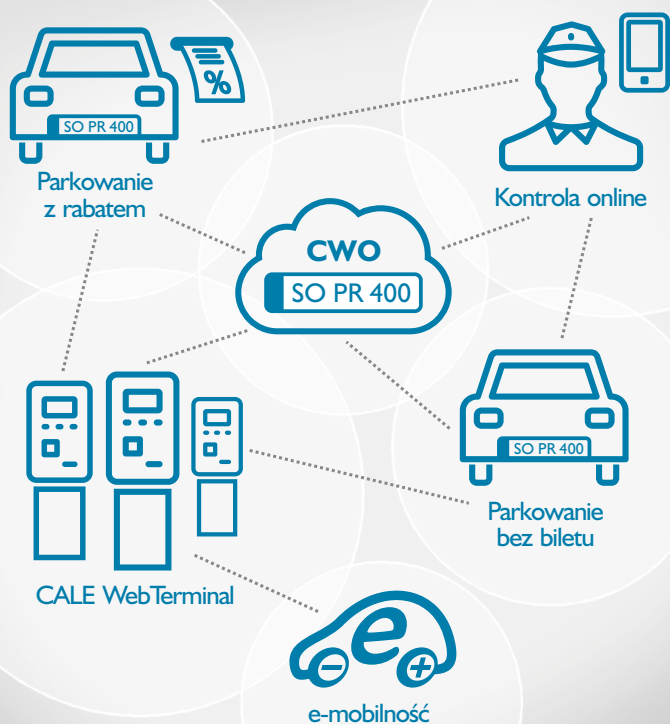 %
SO PR 400
Parkowanie
z rabatem
Kontrola online
CWO
SO PR 400
SO PR 400
Parkowanie
bez biletu
CALE WebTerminal
e
e-mobilność